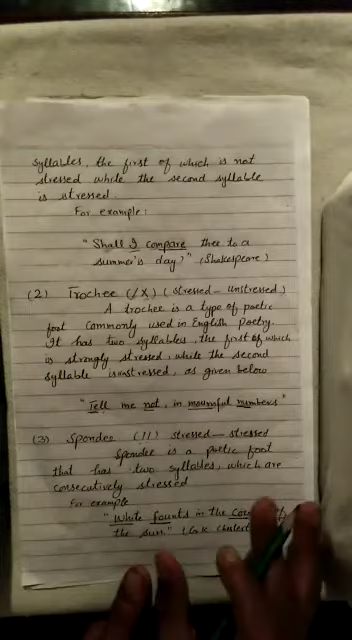 syllables, the first of which is not
stressed while the second syllable
is stressed.
For example:
"Shall I compare thee to a
summer's day?" (Shakespeare)
(2) Trochee (/X) (stressed - unstressed)
A trochee is a type of poetic
foot commonly used in English poetry.
It has two syllables, the first of which
is strongly stressed, while the second
syllable is unstressed, as given below
"Tell me not, in mournful numbers"
(3) Spondee (//) stressed - stressed
Spondee is a poetic foot
that has two syllables, which are
consecutively stressed
For example
"White founts in the
the sun" (G.K